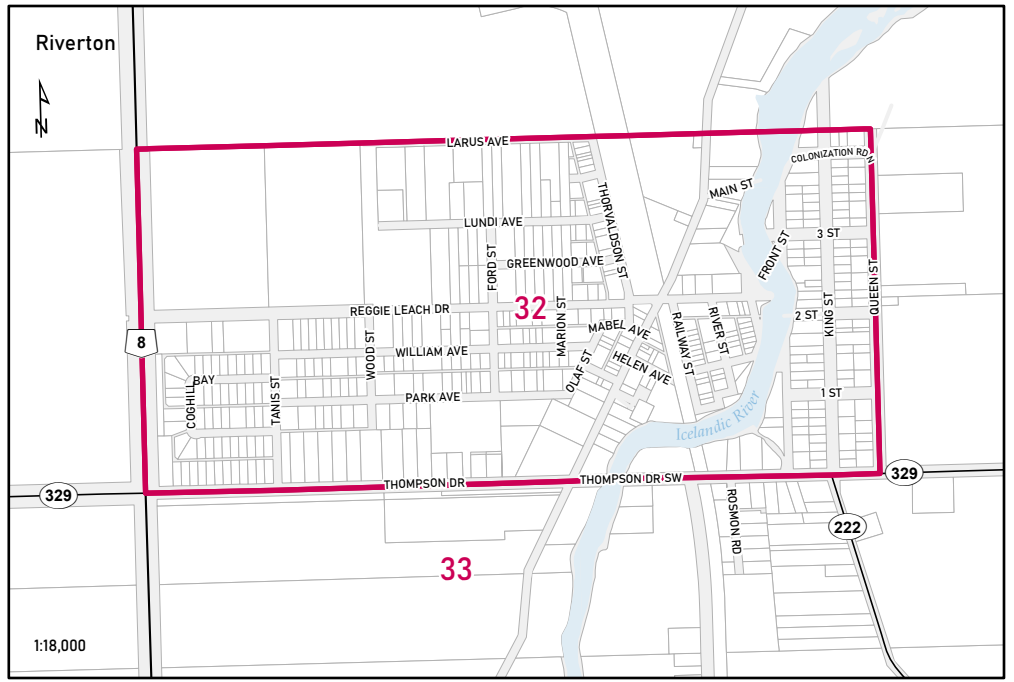 Riverton
N
LARUS AVE
COLONIZATION RD N
MAIN ST
THORVALDSON ST
LUNDI AVE
3 ST
FRONT ST
FORD ST
GREENWOOD AVE
QUEEN ST
32
REGGIE LEACH DR
MARION ST
KING ST
2 ST
8
MABEL AVE
RAILWAY ST
RIVER ST
WOOD ST
WILLIAM AVE
HELEN AVE
OLAF ST
COGHILL
BAY
TANIS ST
PARK AVE
1 ST
Icelandic River
329
THOMPSON DR
THOMPSON DR SW
329
ROSMON RD
222
33
1:18,000